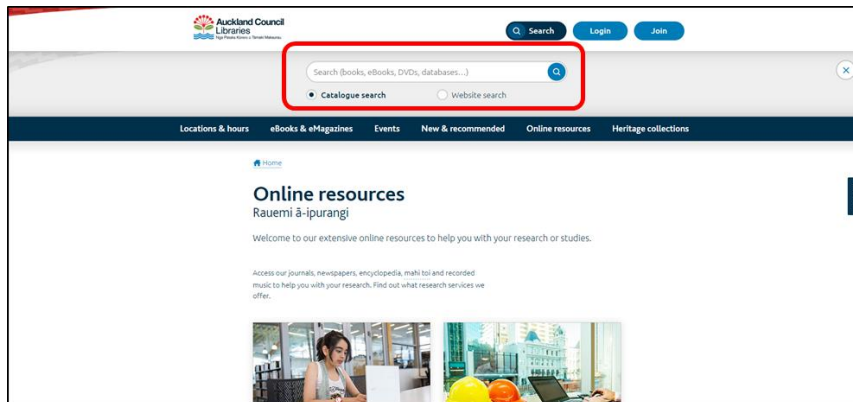 Auckland Council
Libraries
Search
Login
Join
Search (books, eBooks, DVDs, databases...)
Catalogue search
Website search
Locations & hours
eBooks & eMagazines
Events
New & recommended
Online resources
Heritage collections
Home
Online resources
Rauemi ā-ipurangi
Welcome to our extensive online resources to help you with your research or studies.
Access our journals, newspapers, encyclopedia, mahi toi and recorded
music to help you with your research. Find out what research services we
offer.